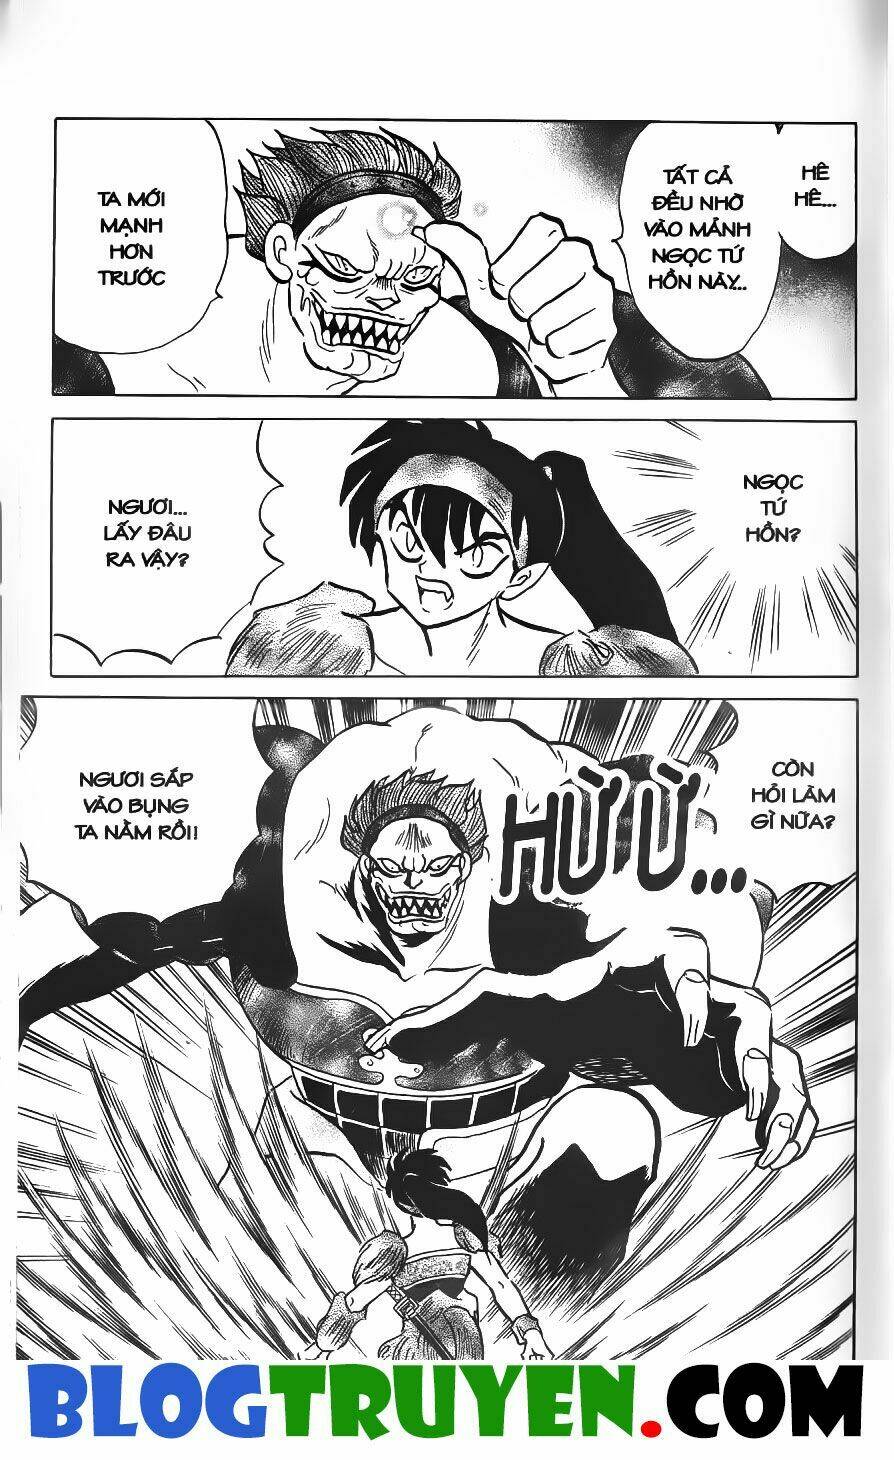 HÊ
HÊ...
TẤT CẢ
ĐỀU NHỜ
VÀO MẢNH
NGỌC TỨ
HỒN NÀY...
TA MỚI
MẠNH
HƠN
TRƯỚC
NGỌC
TỨ
HỒN?
NGƯƠI...
LẤY ĐÂU
RA VẬY?
CÒN
HỎI LÀM
GÌ NỮA?
HỪ Ừ...
NGƯƠI SẮP
VÀO BỤNG
TA NẰM RỒI!
BLOGTRUYEN.COM